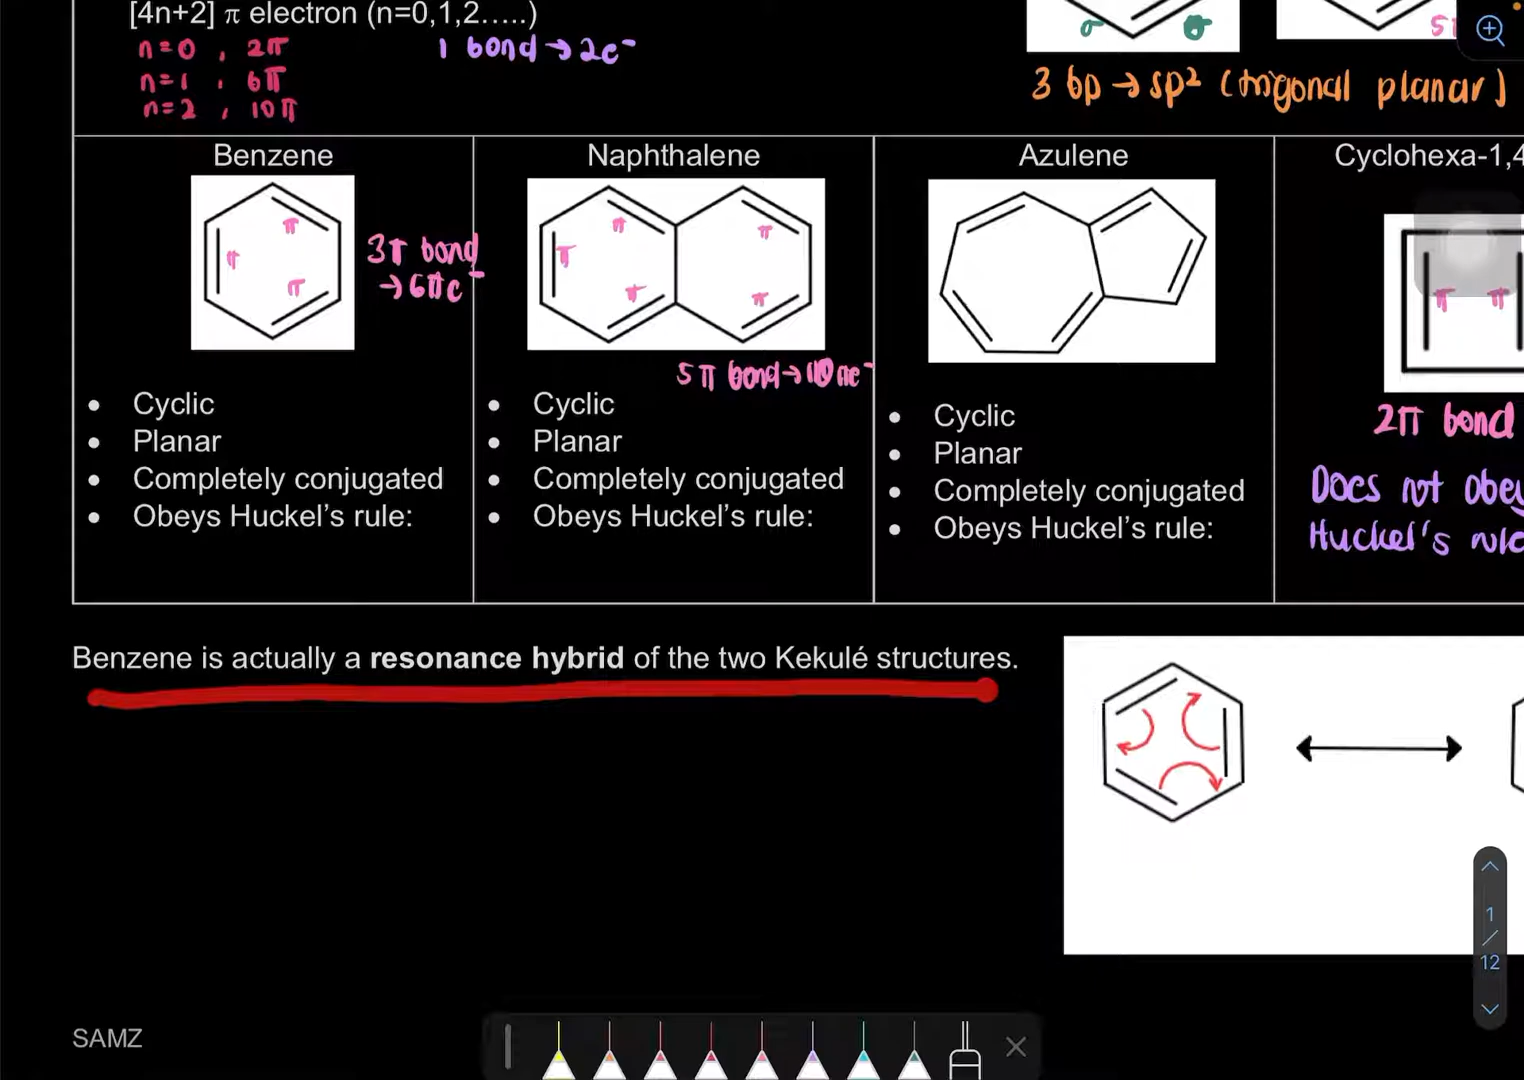 [4n+2] π electron (n=0,1,2.....)
n=0 , 2π
n=1 , 6π
n=2 , 10π
1 bond → 2e⁻
σ σ 5π
3 bp → sp² (trigonal planar)
Benzene
π
π
π
3π bond
→ 6πe⁻
Cyclic
Planar
Completely conjugated
Obeys Huckel's rule:
Naphthalene
π π
π
π π
5π bond → 10πe⁻
Cyclic
Planar
Completely conjugated
Obeys Huckel's rule:
Azulene
Cyclic
Planar
Completely conjugated
Obeys Huckel's rule:
Cyclohexa-1,4
π π
2π bond
Does not obey
Huckel's rule
Benzene is actually a resonance hybrid of the two Kekulé structures.
1
/
12
SAMZ